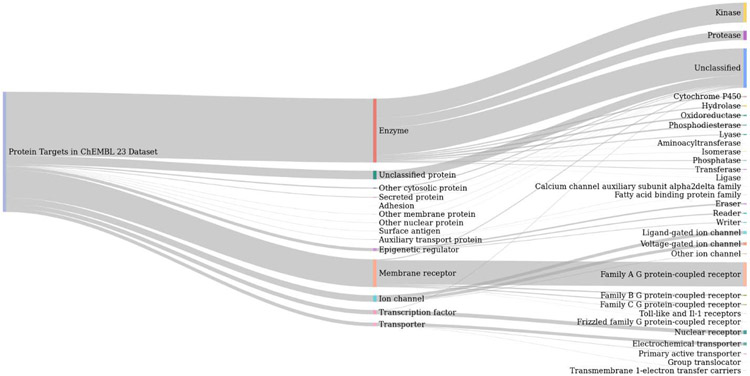 Protein Targets in ChEMBL 23 Dataset
Enzyme
Unclassified protein
Other cytosolic protein
Secreted protein
Adhesion
Other membrane protein
Other nuclear protein
Surface antigen
Auxiliary transport protein
Epigenetic regulator
Membrane receptor
Ion channel
Transcription factor
Transporter
Kinase
Protease
Unclassified
Cytochrome P450
Hydrolase
Oxidoreductase
Phosphodiesterase
Lyase
Aminoacyltransferase
Isomerase
Phosphatase
Transferase
Ligase
Calcium channel auxiliary subunit alpha2delta family
Fatty acid binding protein family
Eraser
Reader
Writer
Ligand-gated ion channel
Voltage-gated ion channel
Other ion channel
Family A G protein-coupled receptor
Family B G protein-coupled receptor
Family C G protein-coupled receptor
Toll-like and Il-1 receptors
Frizzled family G protein-coupled receptor
Nuclear receptor
Electrochemical transporter
Primary active transporter
Group translocator
Transmembrane 1-electron transfer carriers